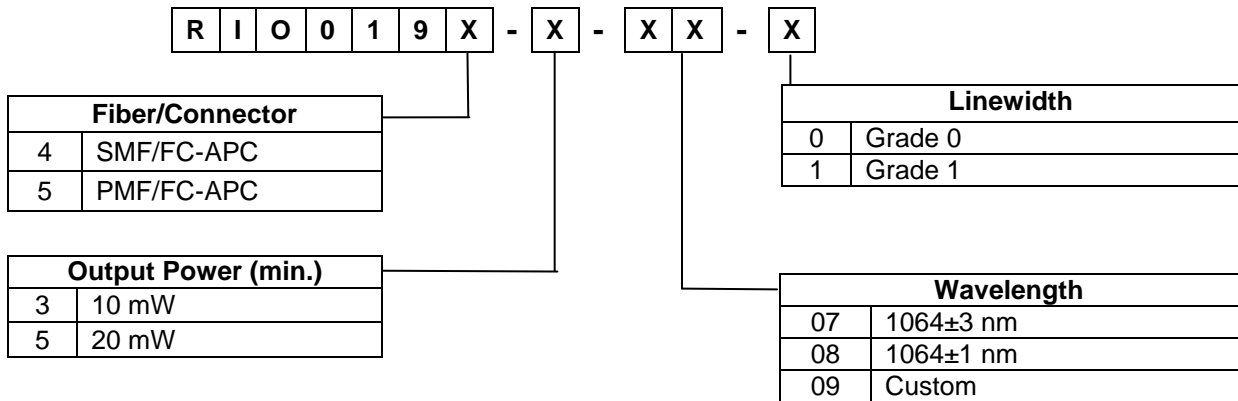 R I O 0 1 9 X - X - X X - X
Fiber/Connector
4 SMF/FC-APC
5 PMF/FC-APC
Output Power (min.)
3 10 mW
5 20 mW
Linewidth
0 Grade 0
1 Grade 1
Wavelength
07 1064±3 nm
08 1064±1 nm
09 Custom